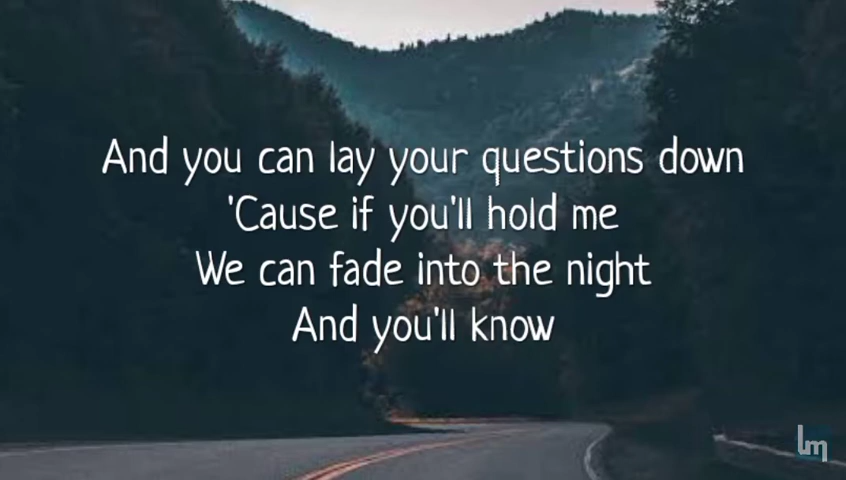 And you can lay your questions down
'Cause if you'll hold me
We can fade into the night
And you'll know
lm